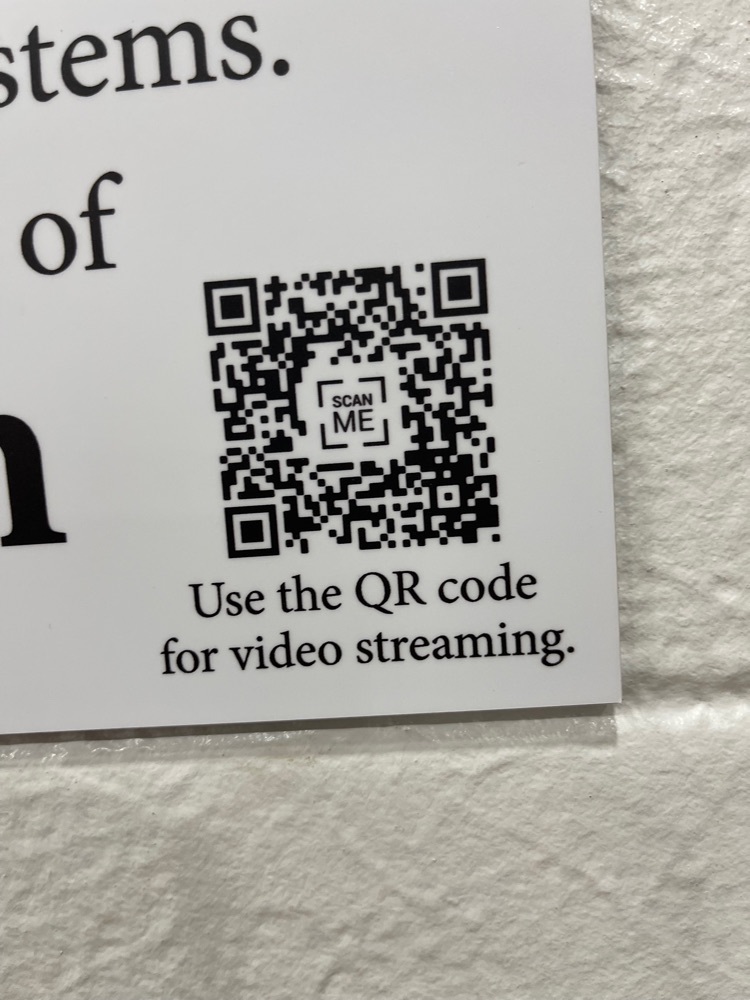 stems.
of
n
SCAN
ME
Use the QR code
for video streaming.